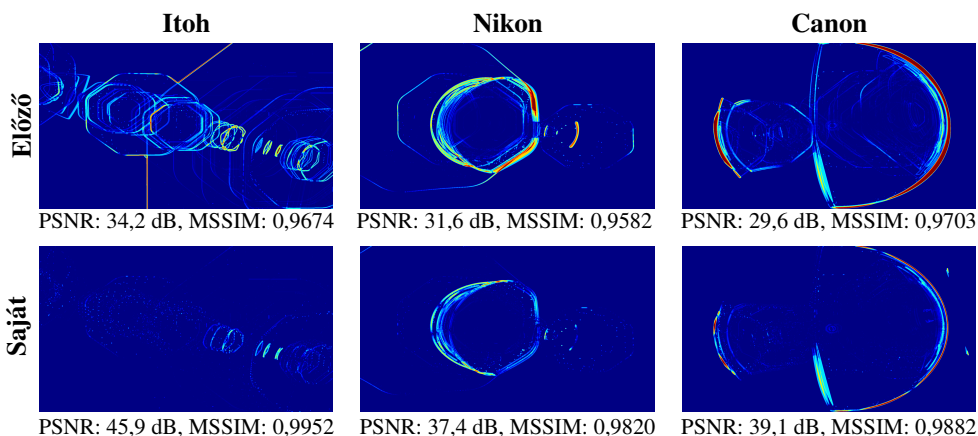 Itoh Nikon Canon
Előző
PSNR: 34,2 dB, MSSIM: 0,9674 PSNR: 31,6 dB, MSSIM: 0,9582 PSNR: 29,6 dB, MSSIM: 0,9703
Saját
PSNR: 45,9 dB, MSSIM: 0,9952 PSNR: 37,4 dB, MSSIM: 0,9820 PSNR: 39,1 dB, MSSIM: 0,9882